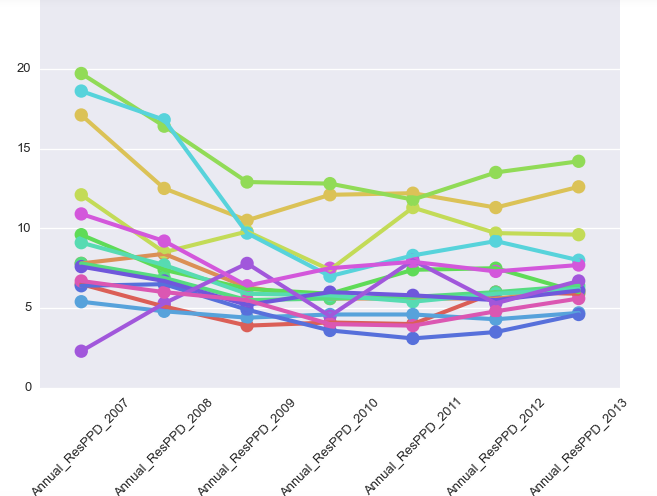 20
15
10
5
0
Annual_ResPPD_2007
Annual_ResPPD_2008
Annual_ResPPD_2009
Annual_ResPPD_2010
Annual_ResPPD_2011
Annual_ResPPD_2012
Annual_ResPPD_2013